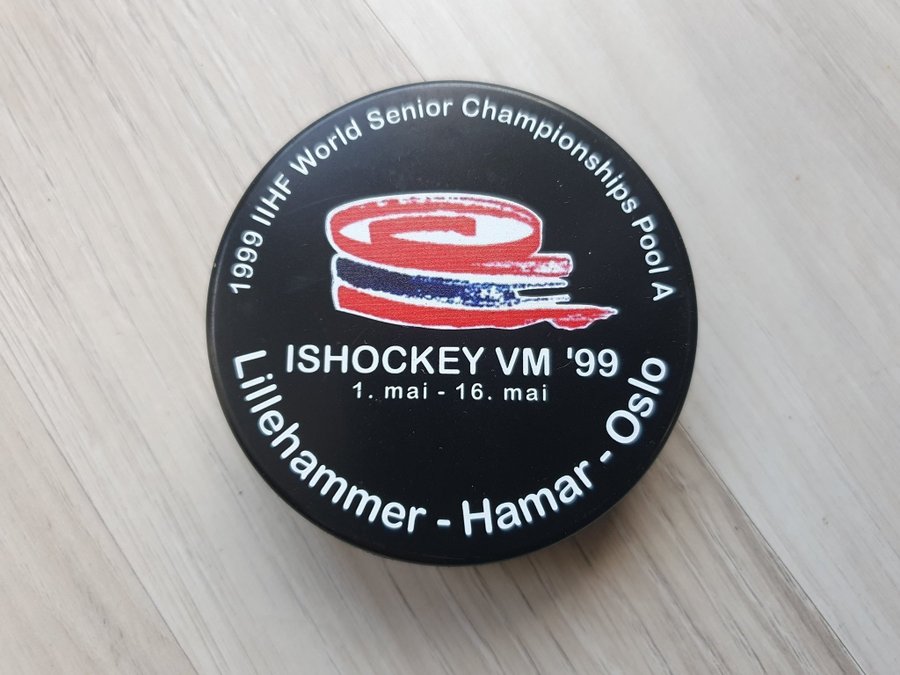 1999 IIHF World Senior Championships Pool A
ISHOCKEY VM '99
1. mai - 16. mai
Lillehammer - Hamar - Oslo